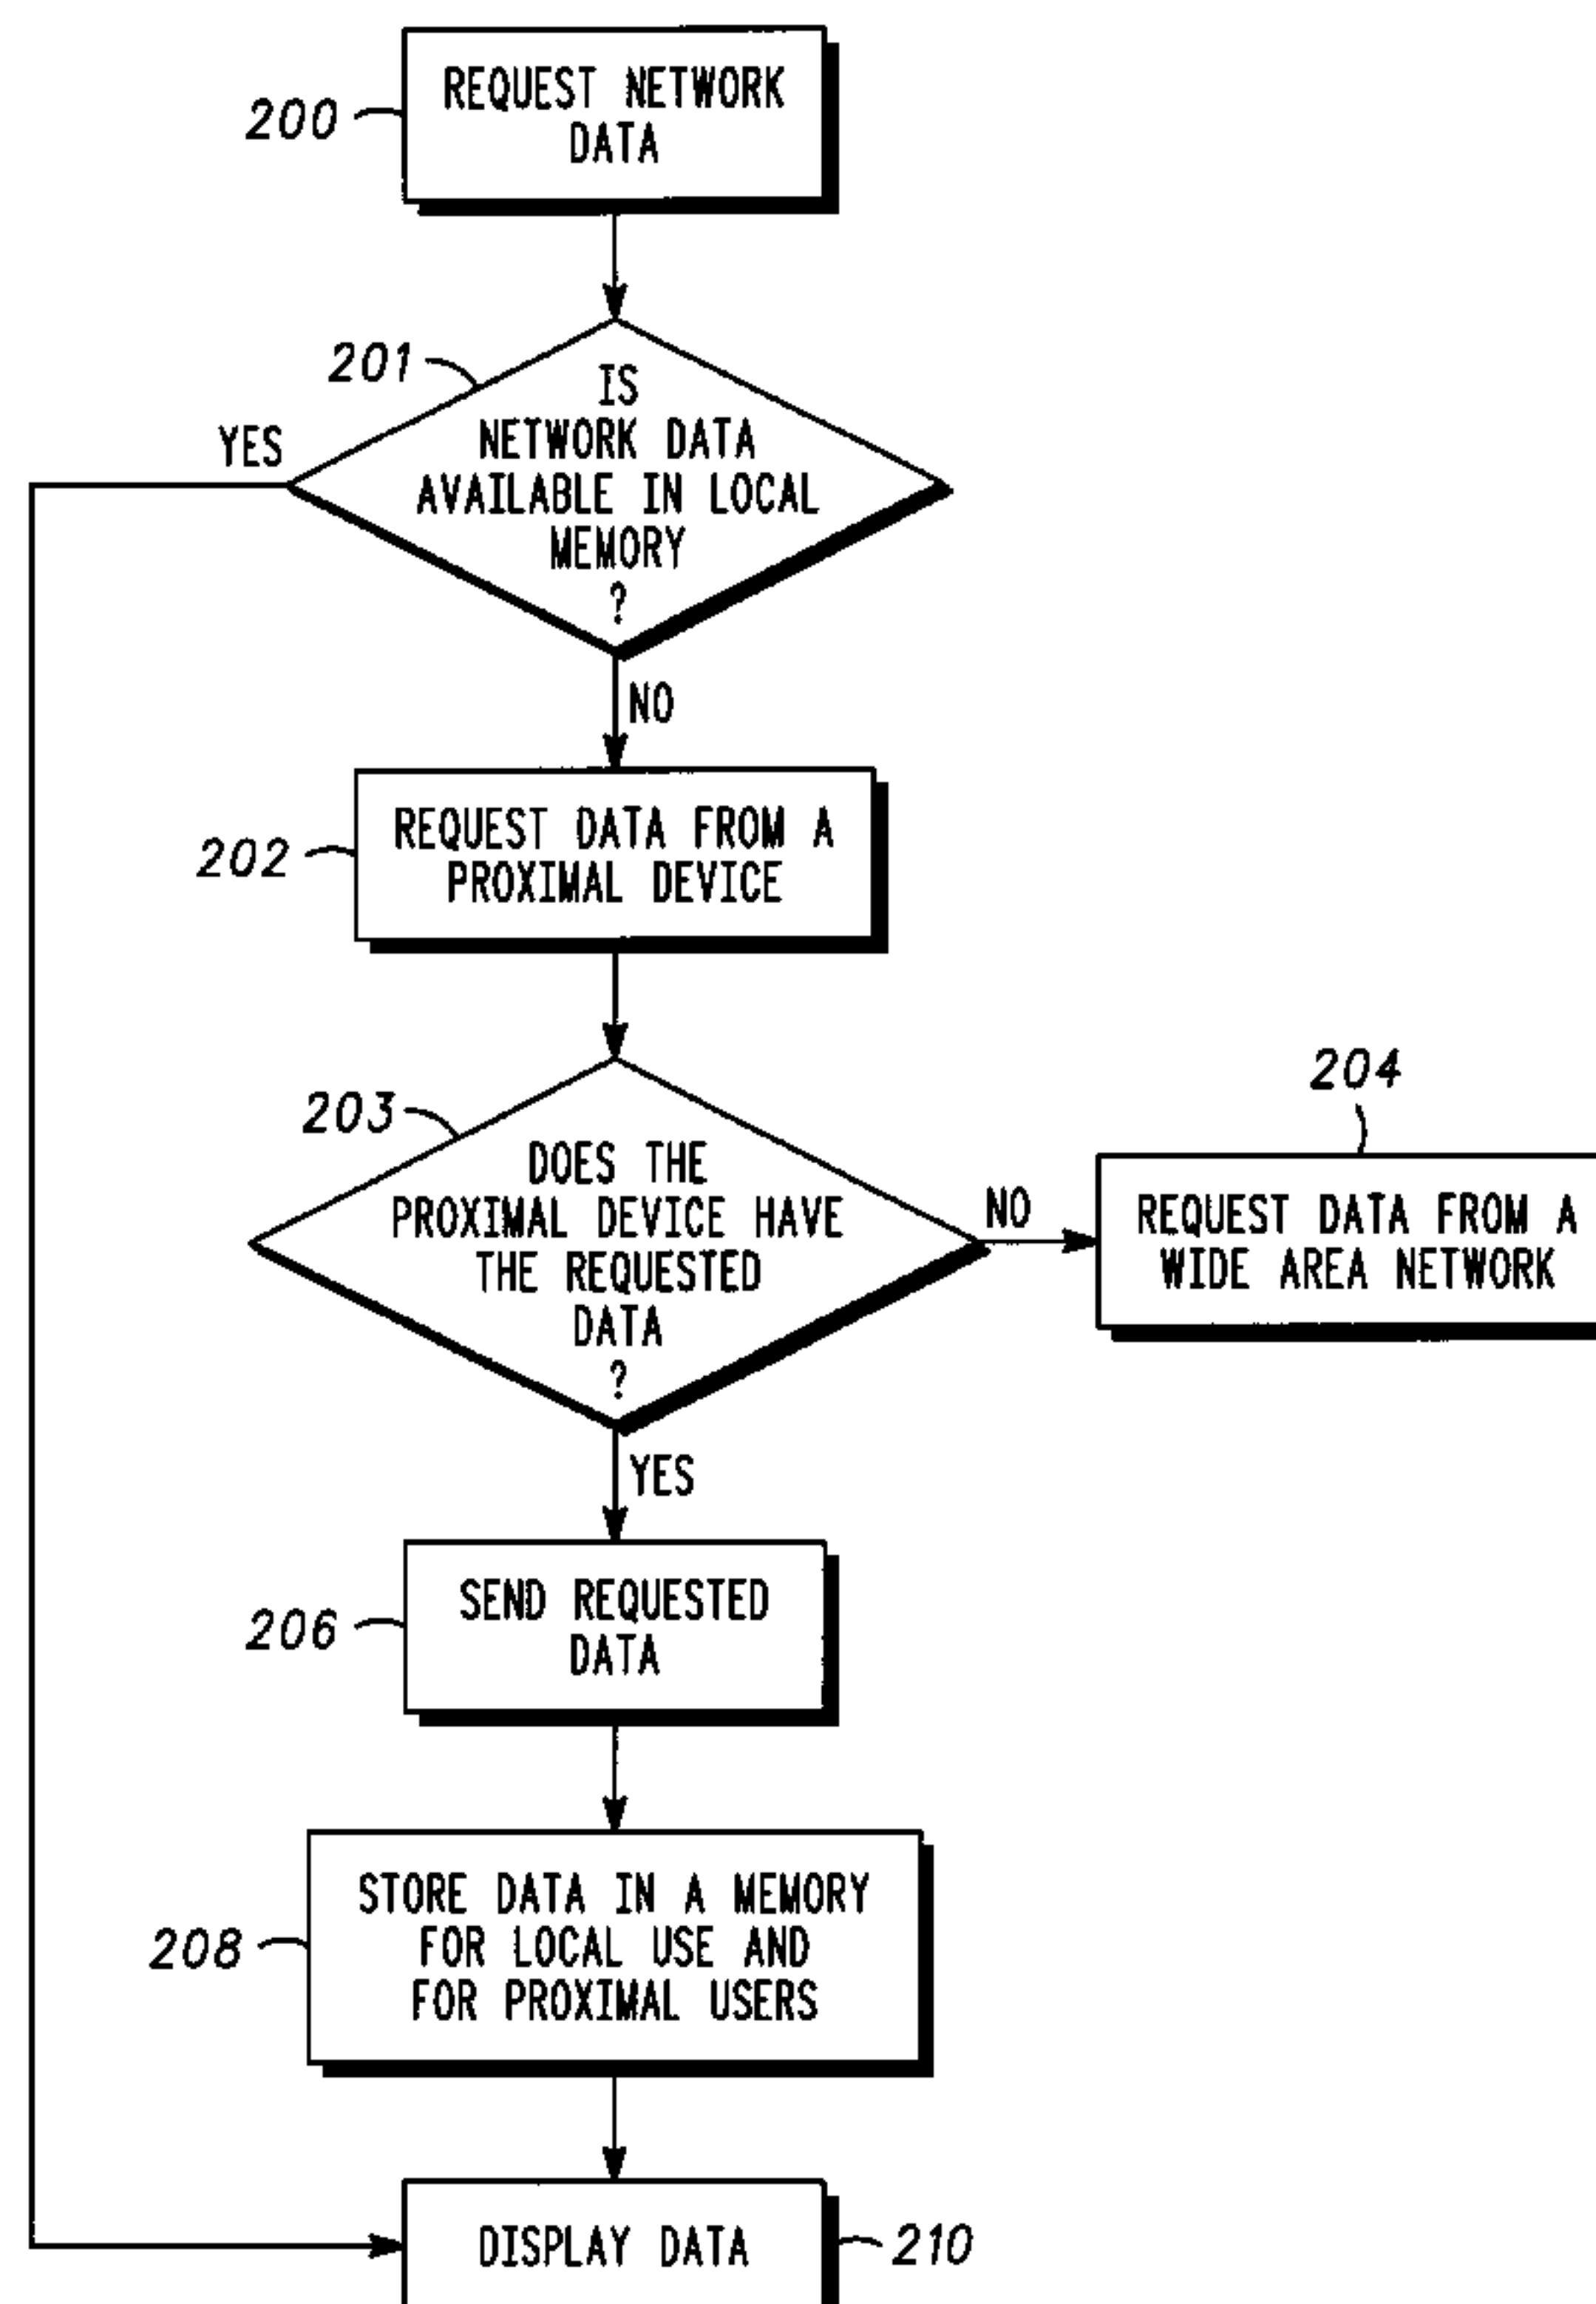 200
REQUEST NETWORK
DATA
201
IS
NETWORK DATA
AVAILABLE IN LOCAL
MEMORY
?
YES
NO
202
REQUEST DATA FROM A
PROXIMAL DEVICE
203
DOES THE
PROXIMAL DEVICE HAVE
THE REQUESTED
DATA
?
NO
204
REQUEST DATA FROM A
WIDE AREA NETWORK
YES
206
SEND REQUESTED
DATA
208
STORE DATA IN A MEMORY
FOR LOCAL USE AND
FOR PROXIMAL USERS
DISPLAY DATA
210